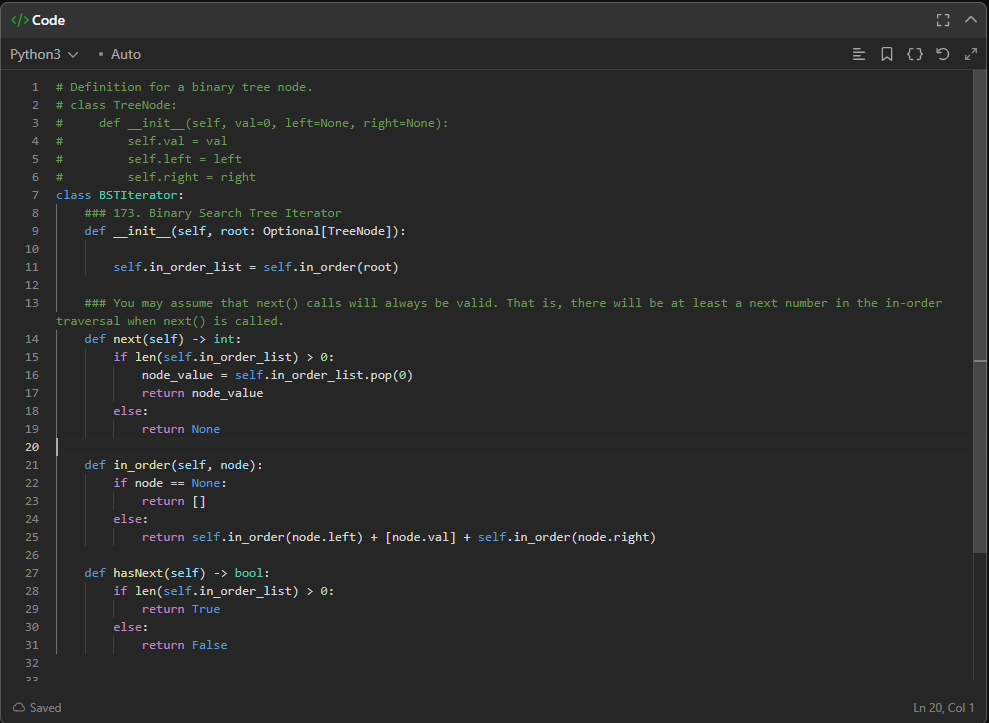 </> Code
Python3 • Auto
1 # Definition for a binary tree node.
2 # class TreeNode:
3 #     def __init__(self, val=0, left=None, right=None):
4 #         self.val = val
5 #         self.left = left
6 #         self.right = right
7 class BSTIterator:
8     ### 173. Binary Search Tree Iterator
9     def __init__(self, root: Optional[TreeNode]):
10
11         self.in_order_list = self.in_order(root)
12
13     ### You may assume that next() calls will always be valid. That is, there will be at least a next number in the in-order
traversal when next() is called.
14     def next(self) -> int:
15         if len(self.in_order_list) > 0:
16             node_value = self.in_order_list.pop(0)
17             return node_value
18         else:
19             return None
20
21     def in_order(self, node):
22         if node == None:
23             return []
24         else:
25             return self.in_order(node.left) + [node.val] + self.in_order(node.right)
26
27     def hasNext(self) -> bool:
28         if len(self.in_order_list) > 0:
29             return True
30         else:
31             return False
32
33
Saved
Ln 20, Col 1